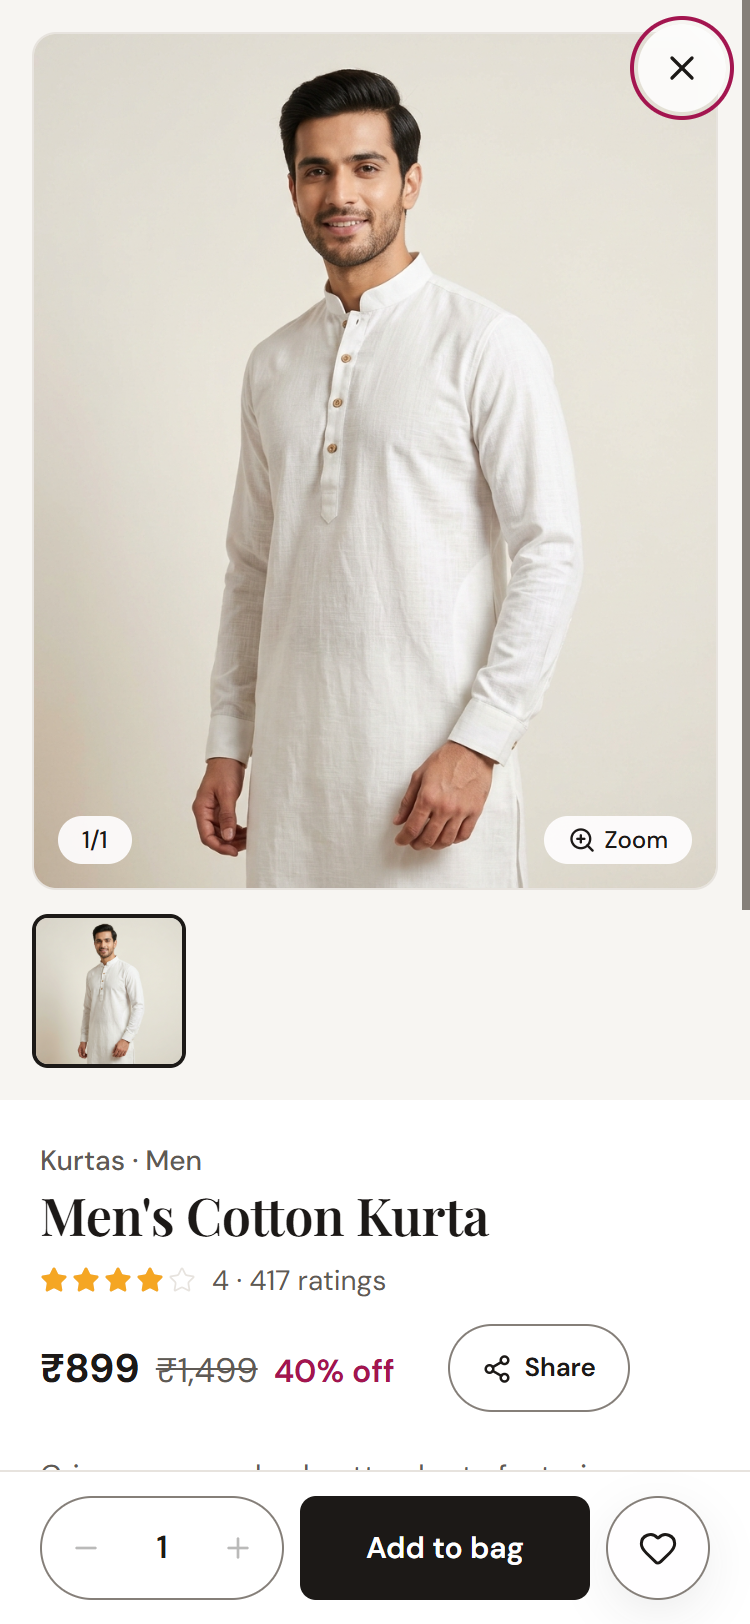 1/1
Zoom
Kurtas · Men
Men's Cotton Kurta
4 · 417 ratings
₹899 ₹1,499 40% off
Share
1
Add to bag